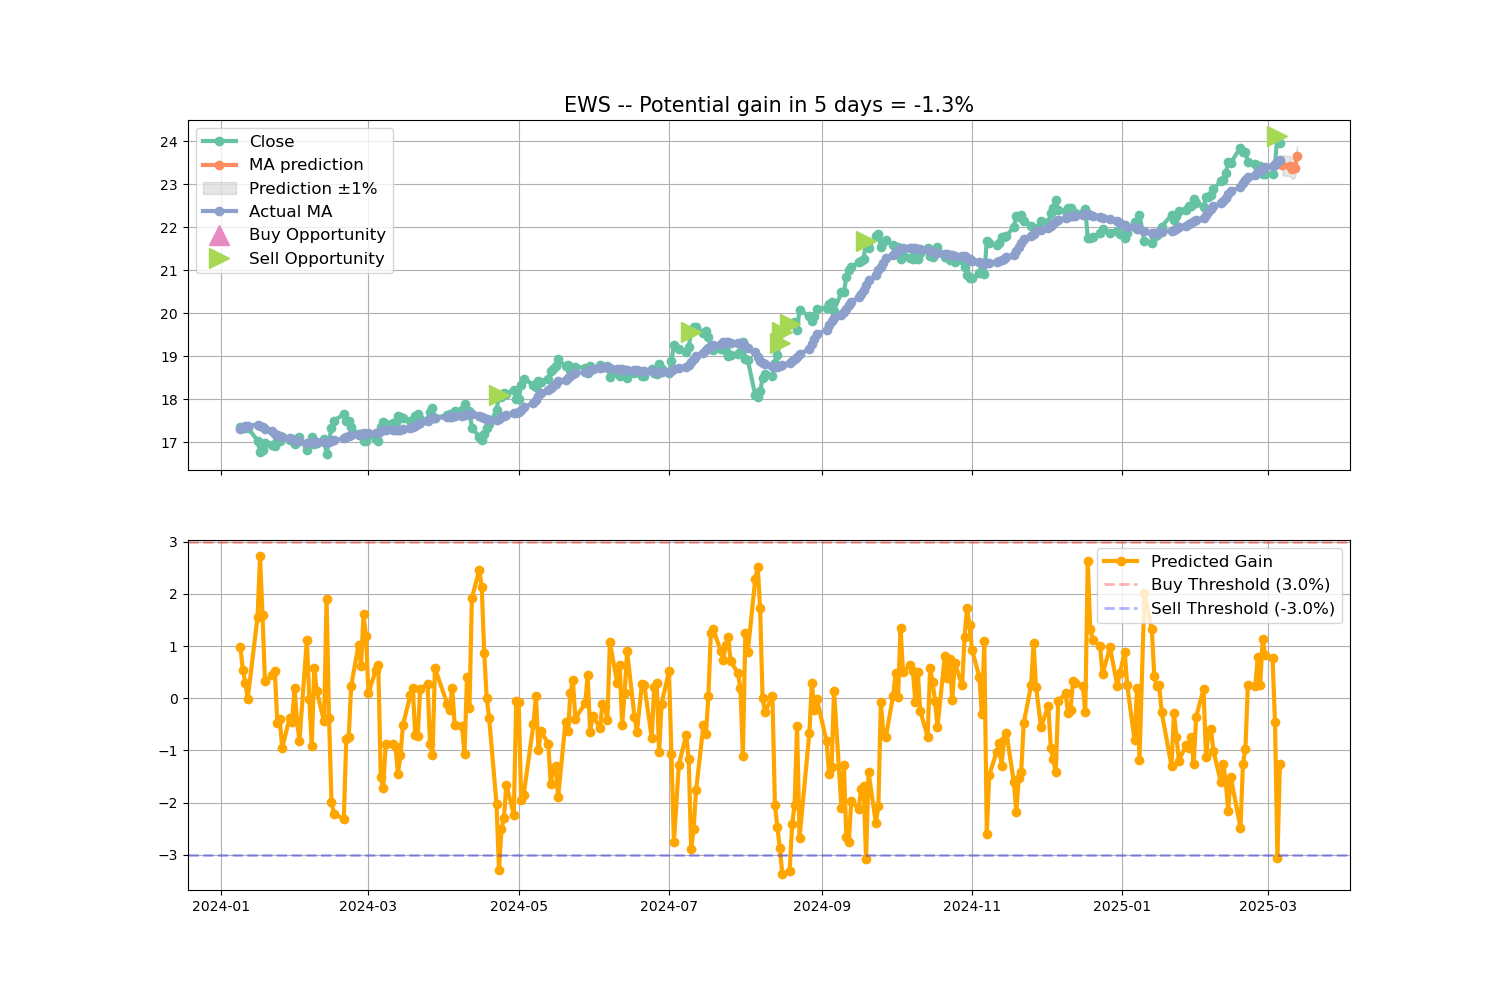 EWS -- Potential gain in 5 days = -1.3%
Close
MA prediction
Prediction ±1%
Actual MA
Buy Opportunity
Sell Opportunity
24
23
22
21
20
19
18
17
3
2
1
0
−1
−2
−3
Predicted Gain
Buy Threshold (3.0%)
Sell Threshold (-3.0%)
2024-01
2024-03
2024-05
2024-07
2024-09
2024-11
2025-01
2025-03